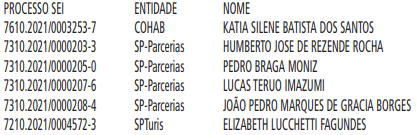 PROCESSO SEI ENTIDADE NOME
7610.2021/0003253-7 COHAB KATIA SILENE BATISTA DOS SANTOS
7310.2021/0000203-3 SP-Parcerias HUMBERTO JOSE DE REZENDE ROCHA
7310.2021/0000205-0 SP-Parcerias PEDRO BRAGA MONIZ
7310.2021/0000207-6 SP-Parcerias LUCAS TERUO IMAZUMI
7310.2021/0000208-4 SP-Parcerias JOÃO PEDRO MARQUES DE GRACIA BORGES
7210.2021/0004572-3 SPTuris ELIZABETH LUCCHETTI FAGUNDES